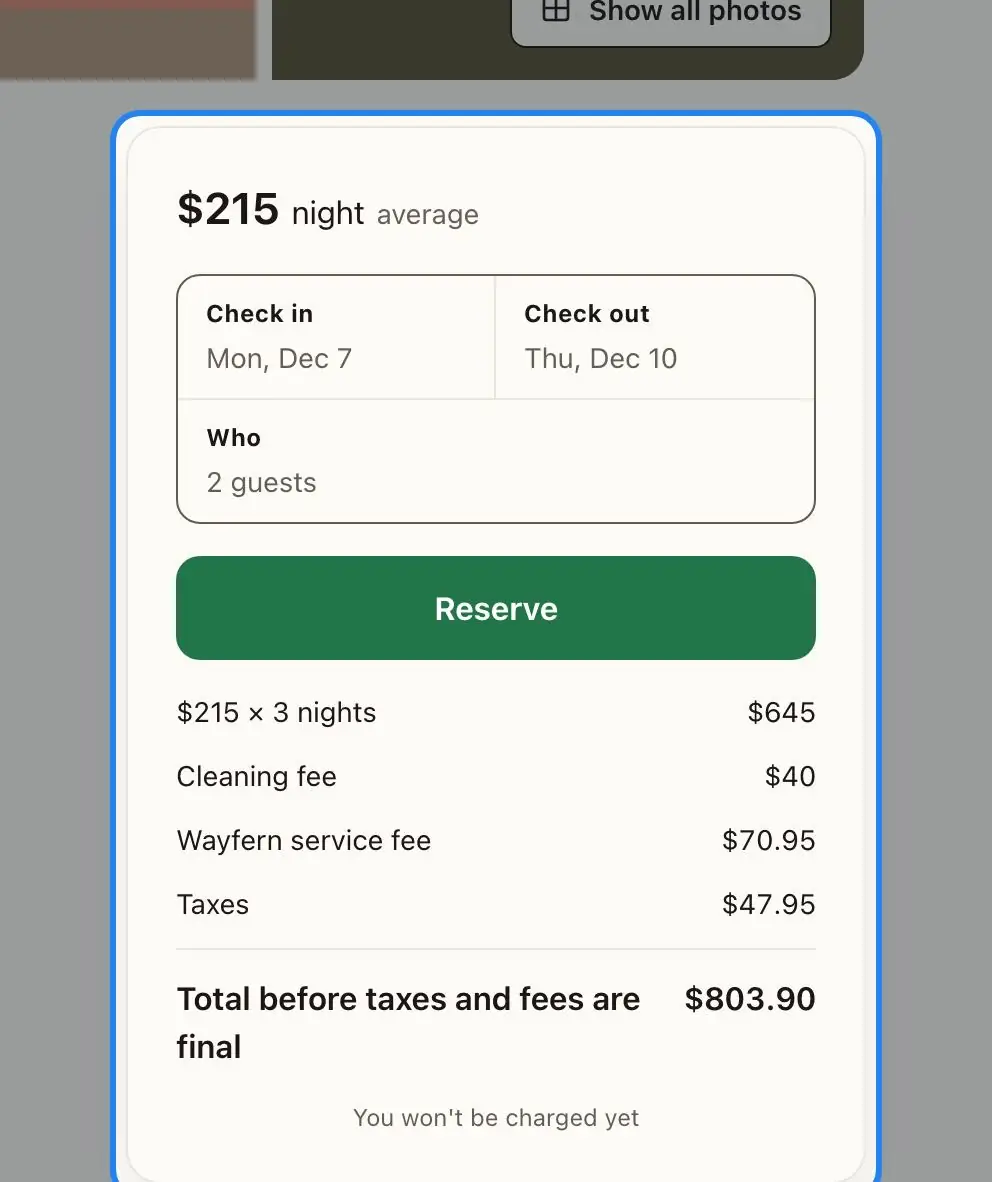 Show all photos
$215 night average
Check in
Check out
Mon, Dec 7
Thu, Dec 10
Who
2 guests
Reserve
$215 × 3 nights $645
Cleaning fee $40
Wayfern service fee $70.95
Taxes $47.95
Total before taxes and fees are $803.90
final
You won't be charged yet